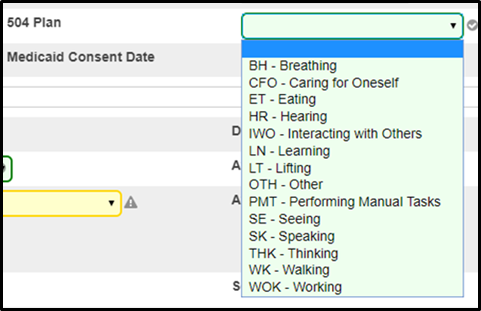 504 Plan
Medicaid Consent Date
BH - Breathing
CFO - Caring for Oneself
ET - Eating
HR - Hearing
IWO - Interacting with Others
LN - Learning
LT - Lifting
OTH - Other
PMT - Performing Manual Tasks
SE - Seeing
SK - Speaking
THK - Thinking
WK - Walking
WOK - Working
D
A
A
S